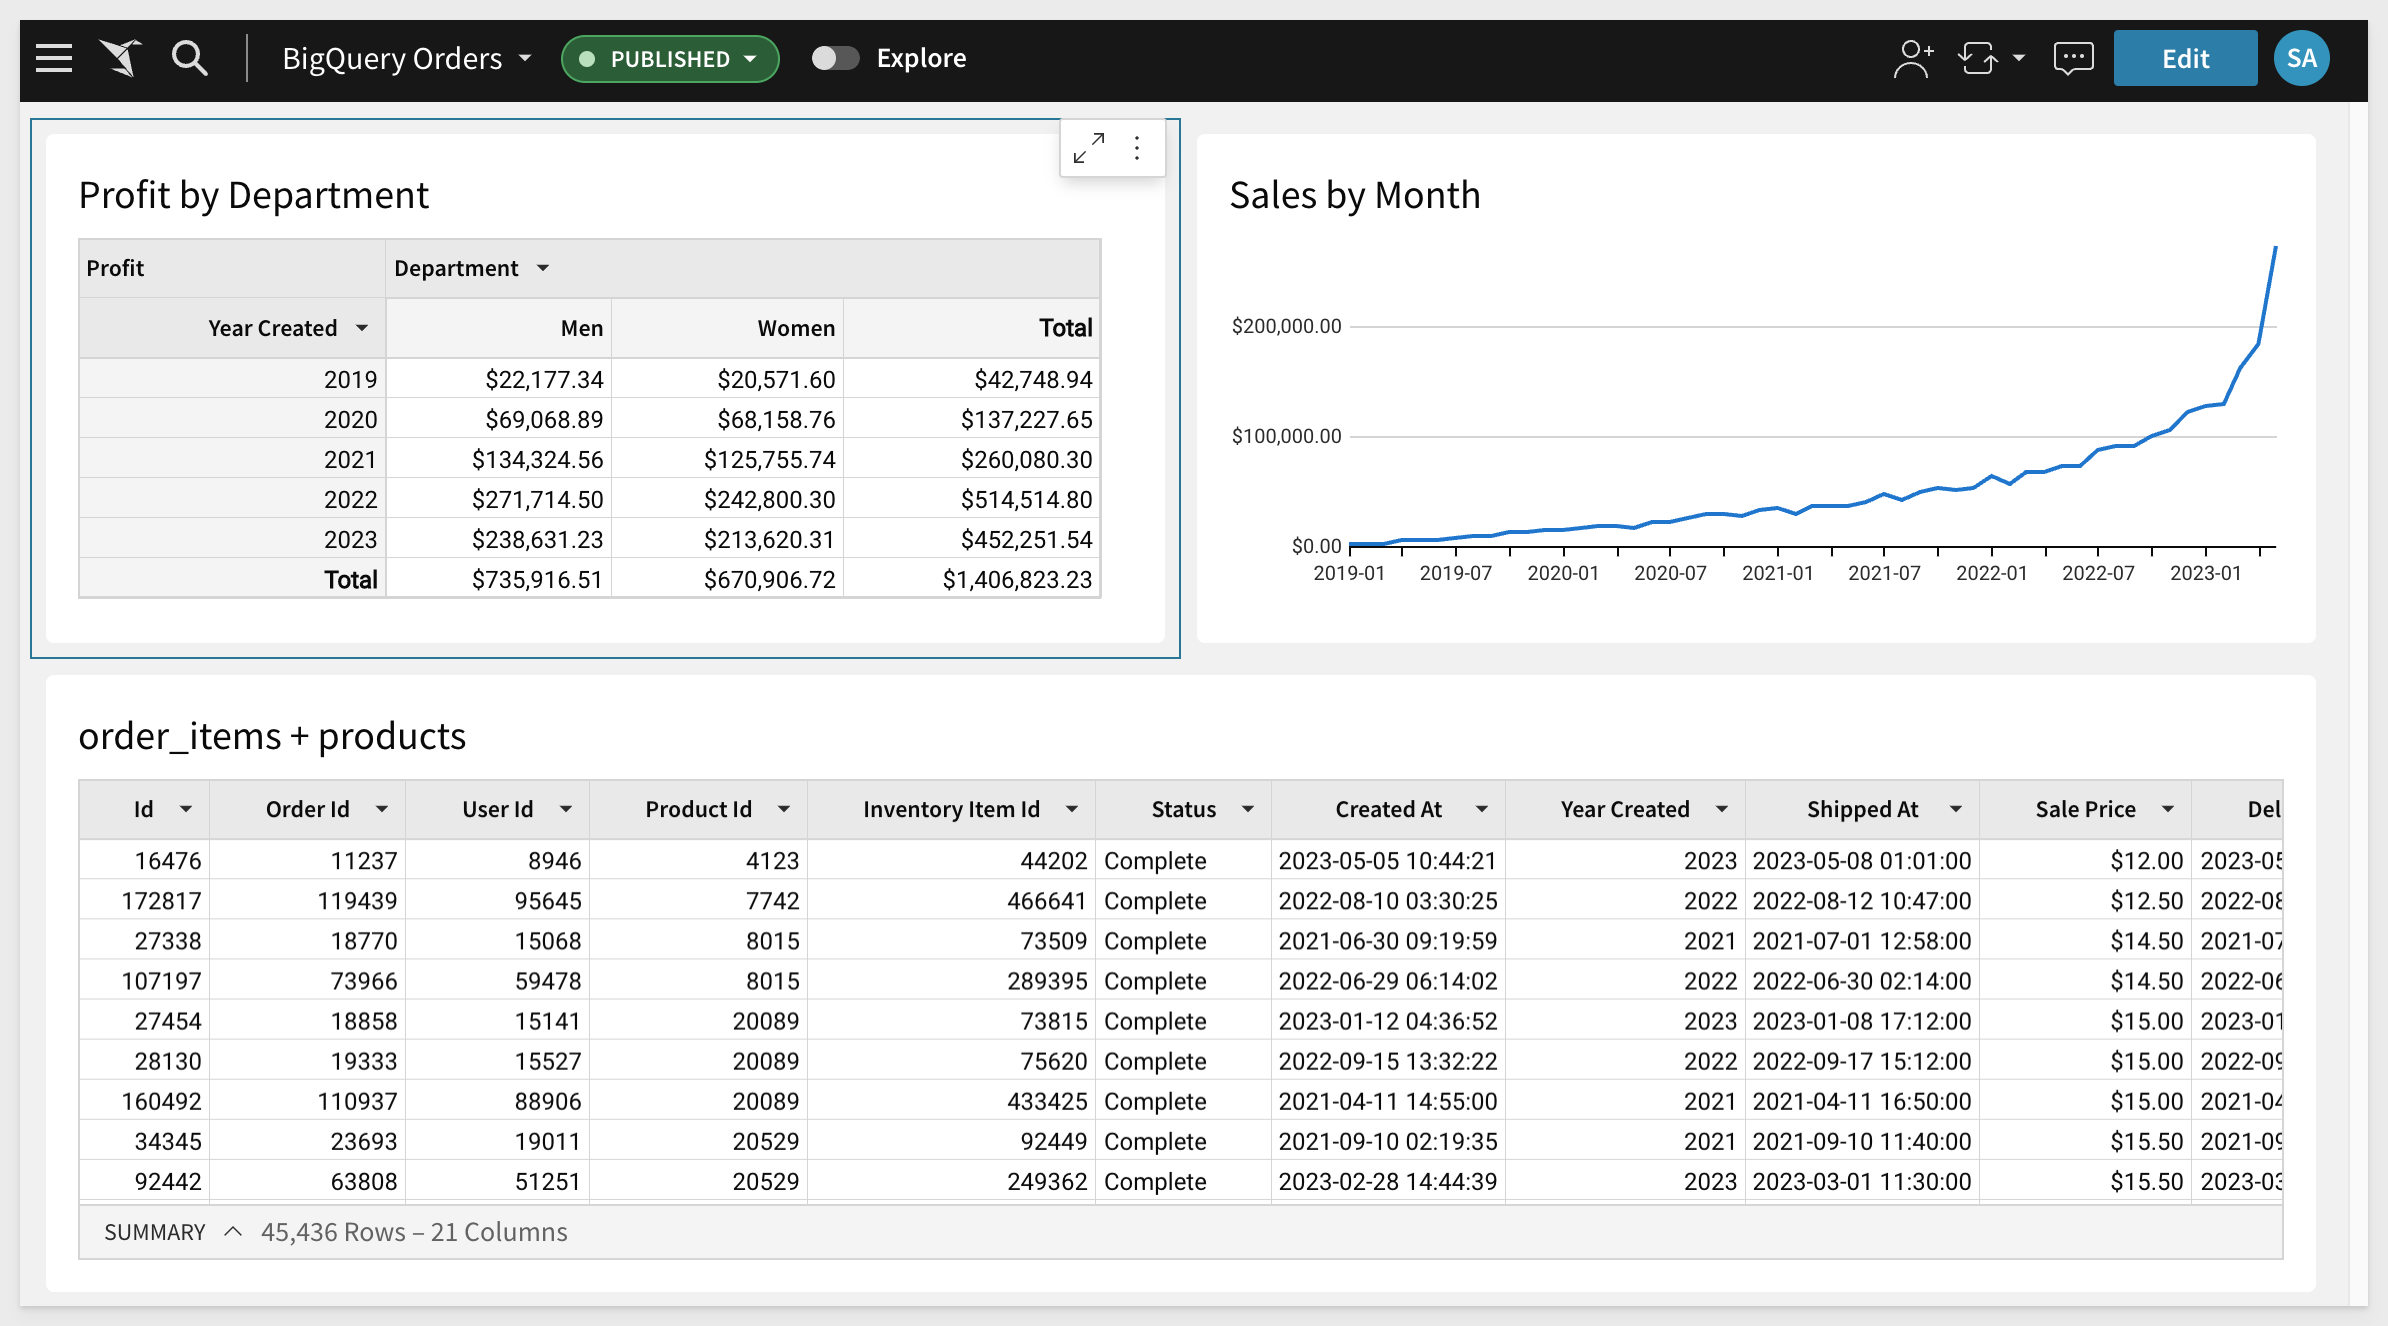 BigQuery Orders PUBLISHED Explore Edit SA
Profit by Department
Profit Department
Year Created Men Women Total
2019 $22,177.34 $20,571.60 $42,748.94
2020 $69,068.89 $68,158.76 $137,227.65
2021 $134,324.56 $125,755.74 $260,080.30
2022 $271,714.50 $242,800.30 $514,514.80
2023 $238,631.23 $213,620.31 $452,251.54
Total $735,916.51 $670,906.72 $1,406,823.23
Sales by Month
$200,000.00
$100,000.00
$0.00
2019-01 2019-07 2020-01 2020-07 2021-01 2021-07 2022-01 2022-07 2023-01
order_items + products
Id Order Id User Id Product Id Inventory Item Id Status Created At Year Created Shipped At Sale Price Del
16476 11237 8946 4123 44202 Complete 2023-05-05 10:44:21 2023 2023-05-08 01:01:00 $12.00 2023-05
172817 119439 95645 7742 466641 Complete 2022-08-10 03:30:25 2022 2022-08-12 10:47:00 $12.50 2022-08
27338 18770 15068 8015 73509 Complete 2021-06-30 09:19:59 2021 2021-07-01 12:58:00 $14.50 2021-07
107197 73966 59478 8015 289395 Complete 2022-06-29 06:14:02 2022 2022-06-30 02:14:00 $14.50 2022-06
27454 18858 15141 20089 73815 Complete 2023-01-12 04:36:52 2023 2023-01-08 17:12:00 $15.00 2023-01
28130 19333 15527 20089 75620 Complete 2022-09-15 13:32:22 2022 2022-09-17 15:12:00 $15.00 2022-09
160492 110937 88906 20089 433425 Complete 2021-04-11 14:55:00 2021 2021-04-11 16:50:00 $15.00 2021-04
34345 23693 19011 20529 92449 Complete 2021-09-10 02:19:35 2021 2021-09-10 11:40:00 $15.50 2021-09
92442 63808 51251 20529 249362 Complete 2023-02-28 14:44:39 2023 2023-03-01 11:30:00 $15.50 2023-03
SUMMARY 45,436 Rows – 21 Columns